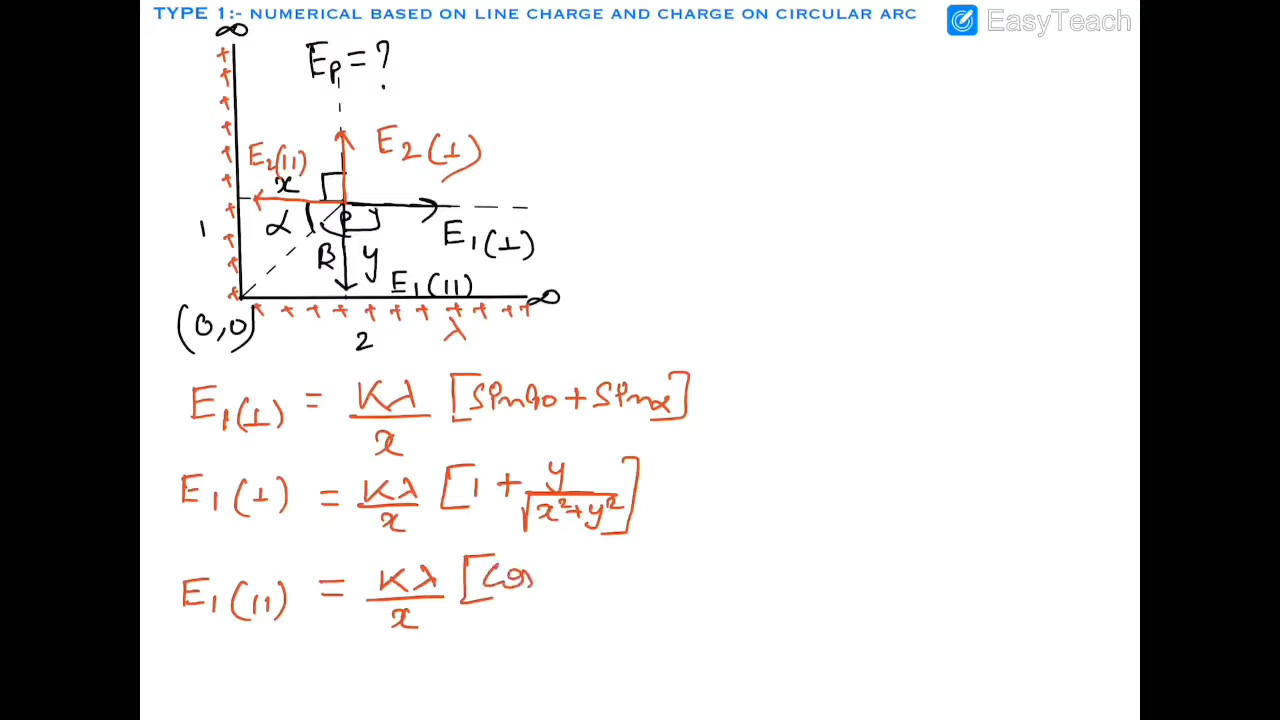 TYPE 1:- NUMERICAL BASED ON LINE CHARGE AND CHARGE ON CIRCULAR ARC
EasyTeach
∞
Ep = ?
E2(⊥)
E2(11)
x
α
P
1
β
y
E1(⊥)
E1(11)
∞
(0,0)
2
λ
E1(⊥) = Kλ/x [Sin90 + Sinα]
E1(⊥) = Kλ/x [1 + y/√x²+y²]
E1(11) = Kλ/x [Cos